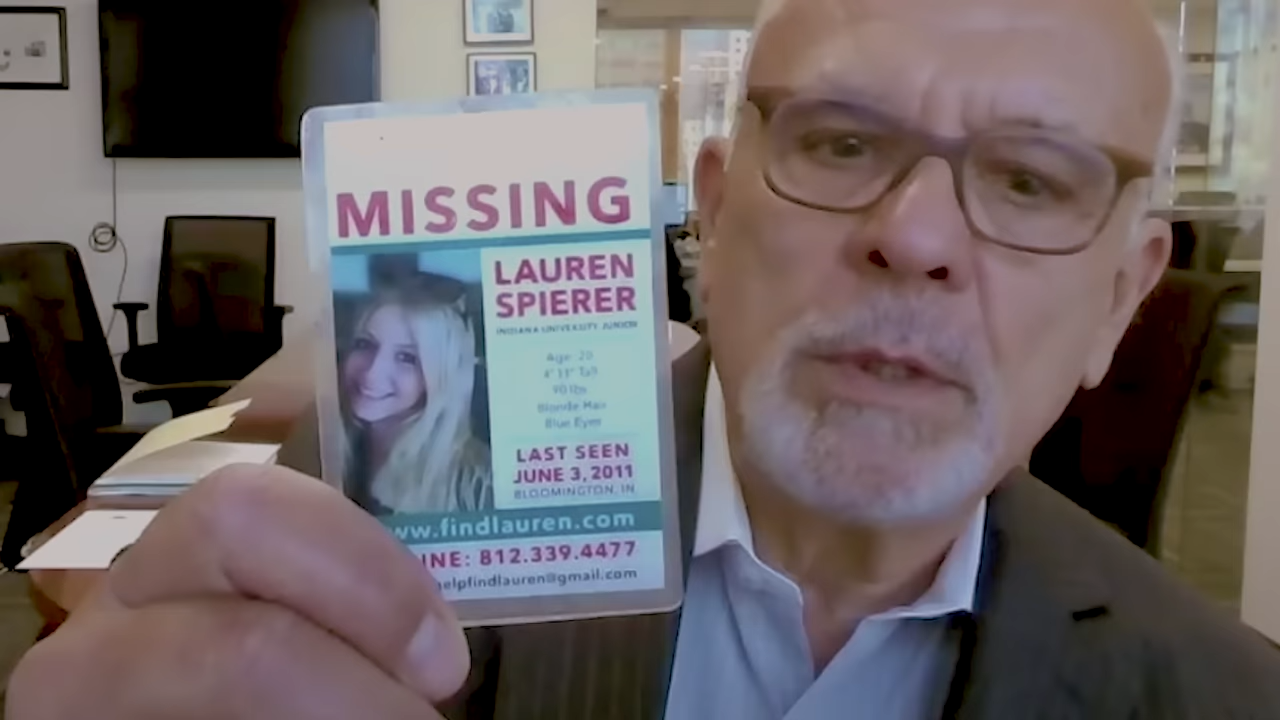 MISSING
LAUREN
SPIERER
INDIANA UNIVERSITY JUNIOR
Age: 20
4' 11" Tall
90 lbs
Blonde Hair
Blue Eyes
LAST SEEN
JUNE 3, 2011
BLOOMINGTON, IN
www.findlauren.com
INE: 812.339.4477
helpfindlauren@gmail.com